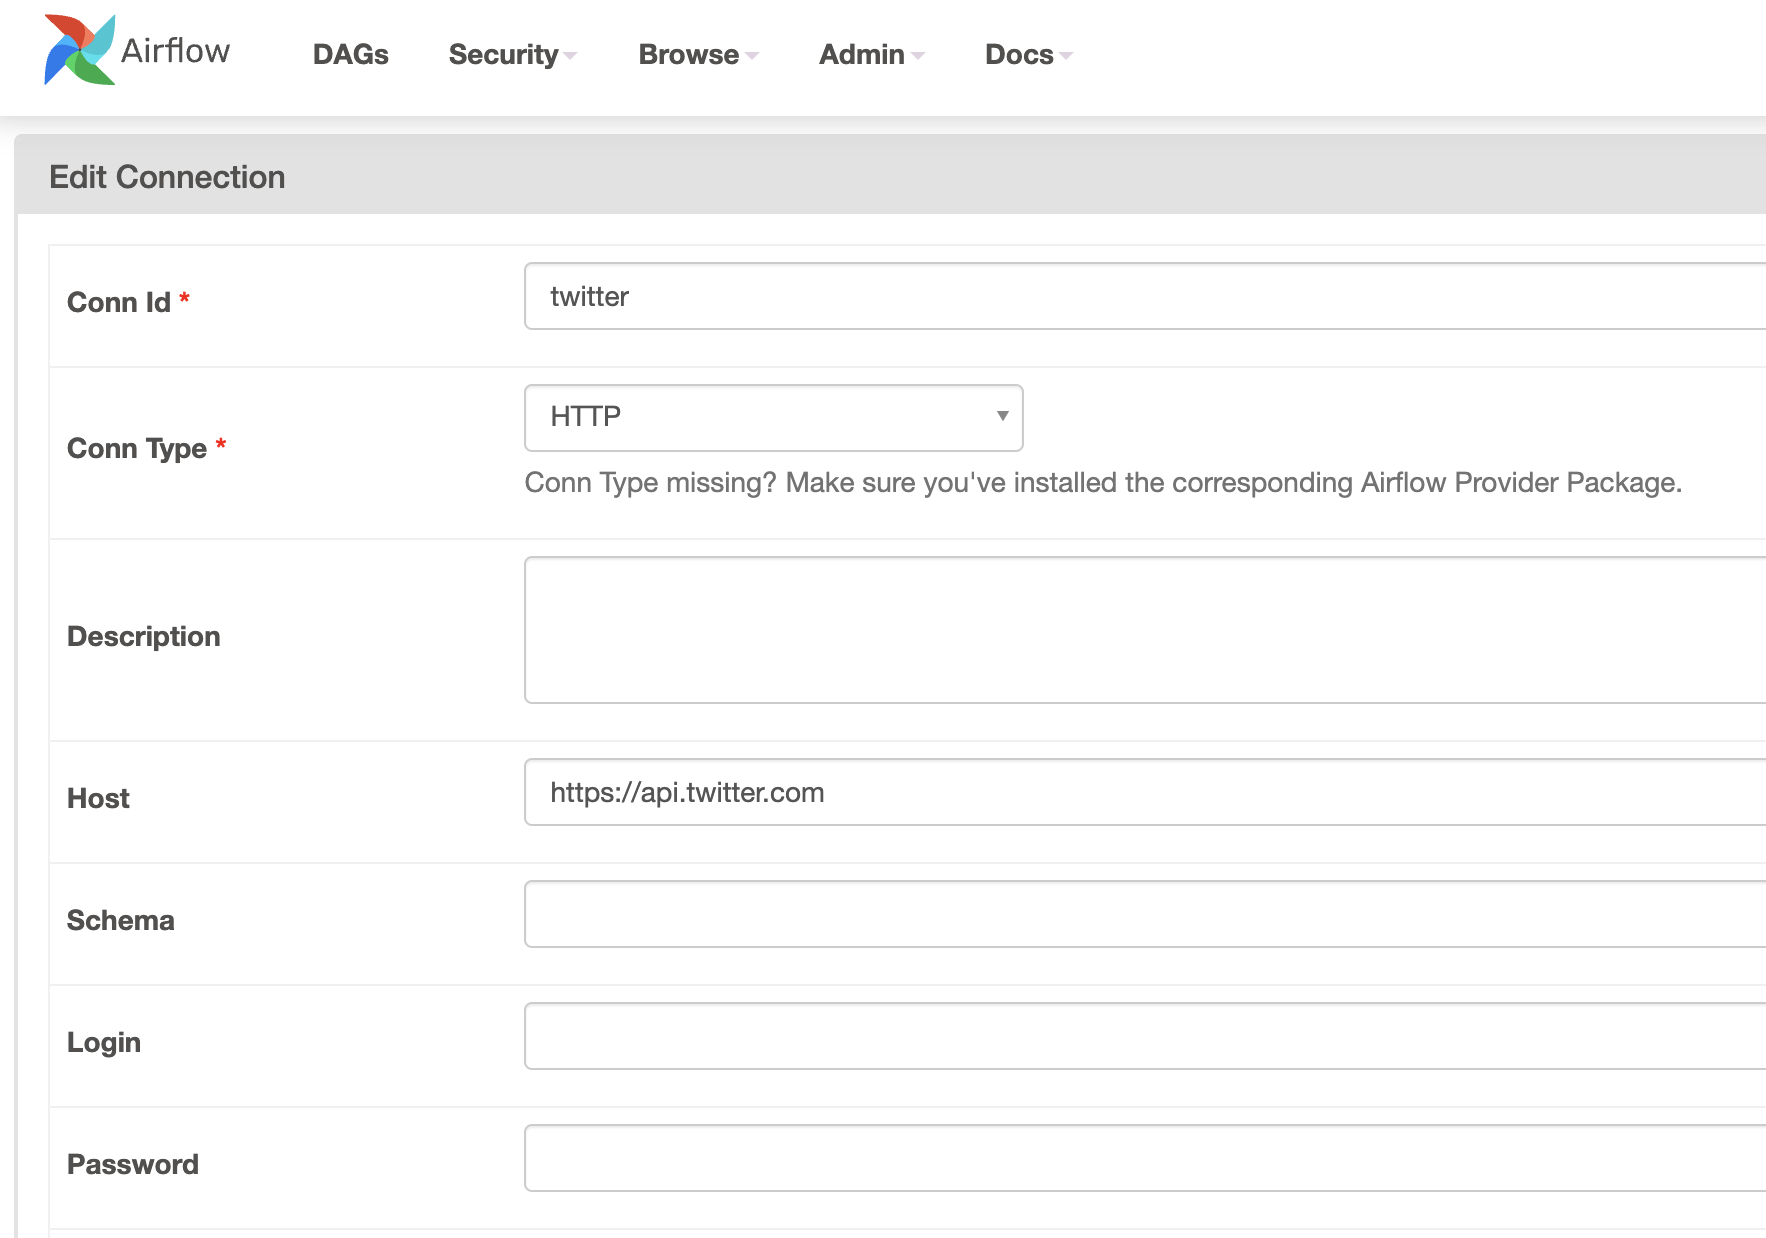 Airflow DAGs Security Browse Admin Docs
Edit Connection
Conn Id * twitter
Conn Type * HTTP
Conn Type missing? Make sure you've installed the corresponding Airflow Provider Package.
Description
Host https://api.twitter.com
Schema
Login
Password